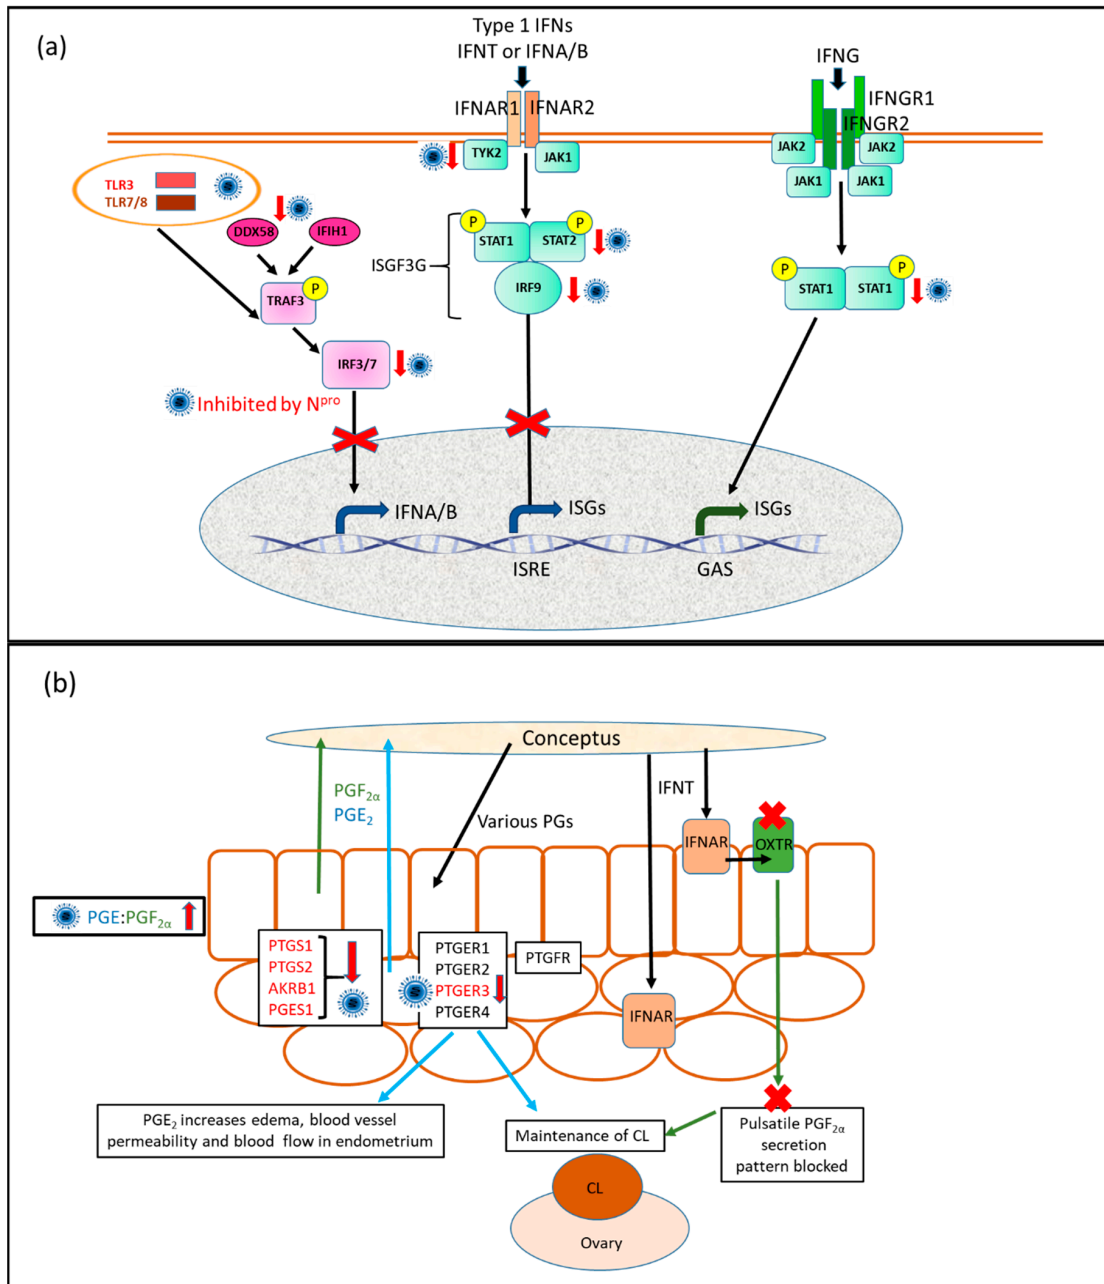 (a)
Type 1 IFNs
IFNT or IFNA/B
IFNG
IFNAR1
IFNAR2
IFNGR1
IFNGR2
TYK2
JAK1
JAK2
JAK2
JAK1
JAK1
TLR3
TLR7/8
DDX58
IFIH1
P
P
STAT1
STAT2
ISGF3G
IRF9
P
P
STAT1
STAT1
TRAF3
P
IRF3/7
Inhibited by Nᵖʳᵒ
IFNA/B
ISGs
ISGs
ISRE
GAS
(b)
Conceptus
PGF₂α
PGE₂
Various PGs
IFNT
IFNAR
OXTR
PGE:PGF₂α
PTGS1
PTGS2
AKRB1
PGES1
PTGER1
PTGER2
PTGER3
PTGER4
PTGFR
IFNAR
PGE₂ increases edema, blood vessel
permeability and blood flow in endometrium
Maintenance of CL
Pulsatile PGF₂α
secretion
pattern blocked
CL
Ovary